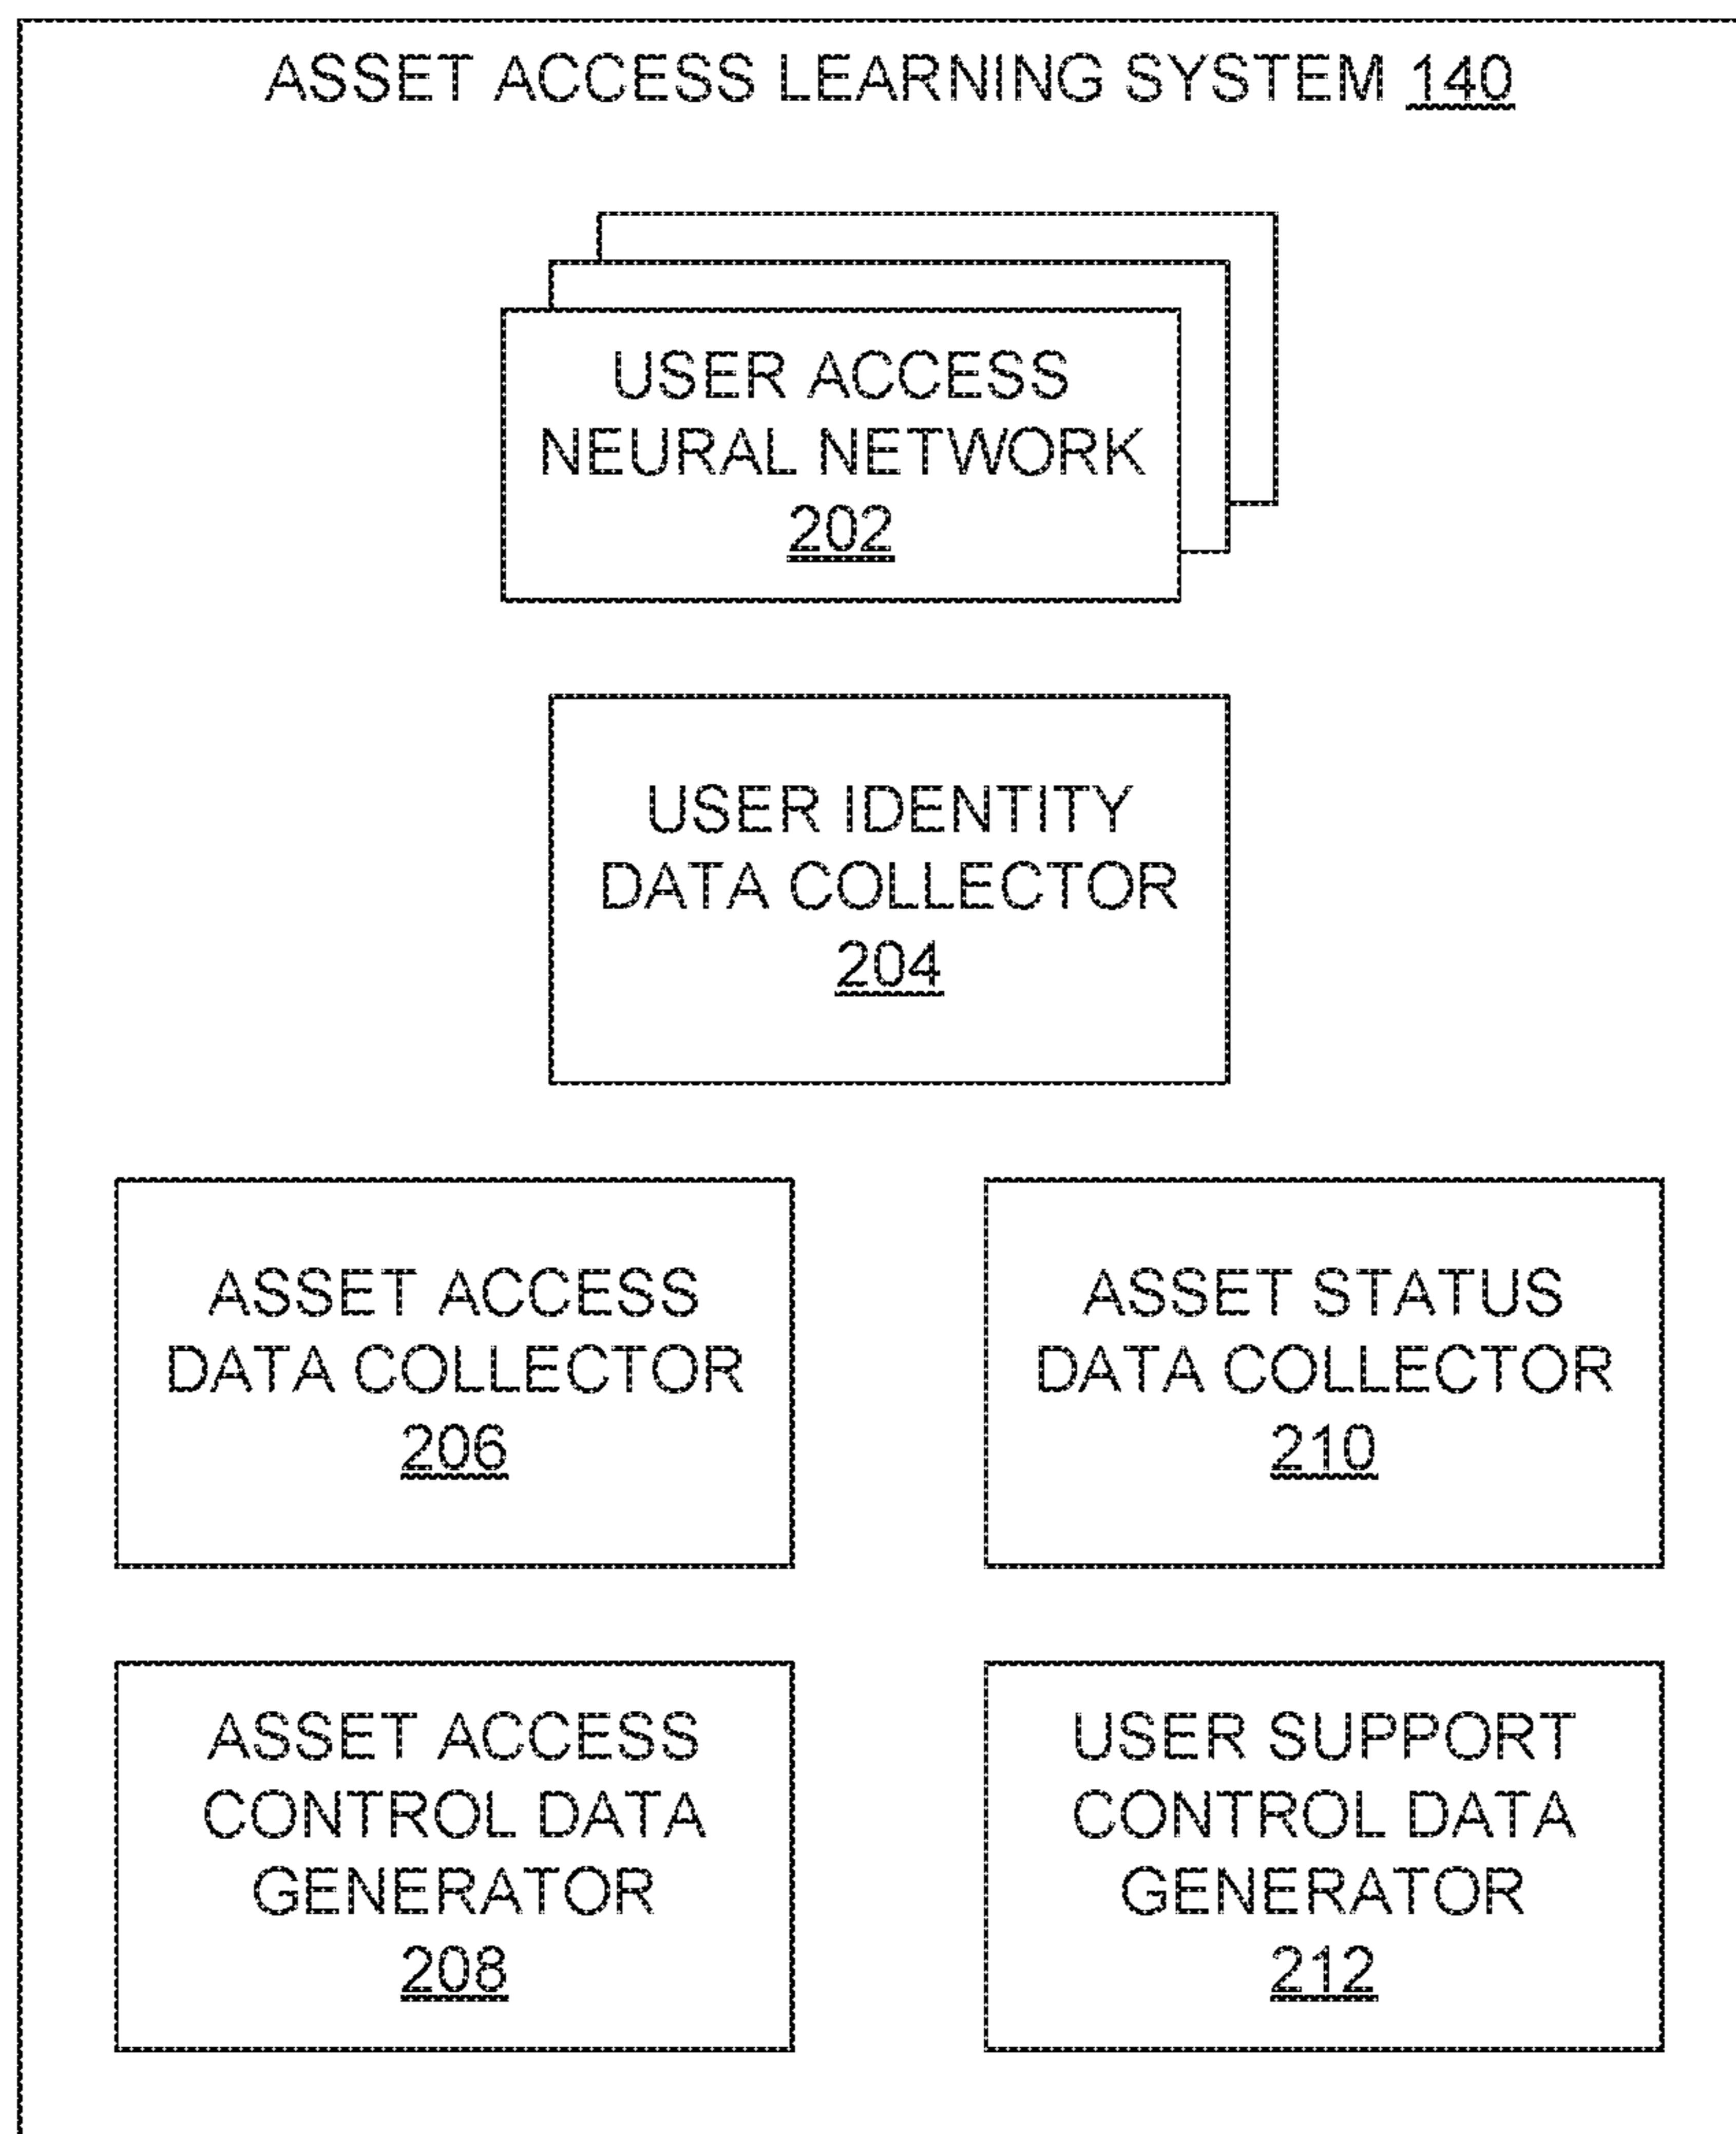 ASSET ACCESS LEARNING SYSTEM 140
USER ACCESS
NEURAL NETWORK
202
USER IDENTITY
DATA COLLECTOR
204
ASSET ACCESS
DATA COLLECTOR
206
ASSET STATUS
DATA COLLECTOR
210
ASSET ACCESS
CONTROL DATA
GENERATOR
208
USER SUPPORT
CONTROL DATA
GENERATOR
212